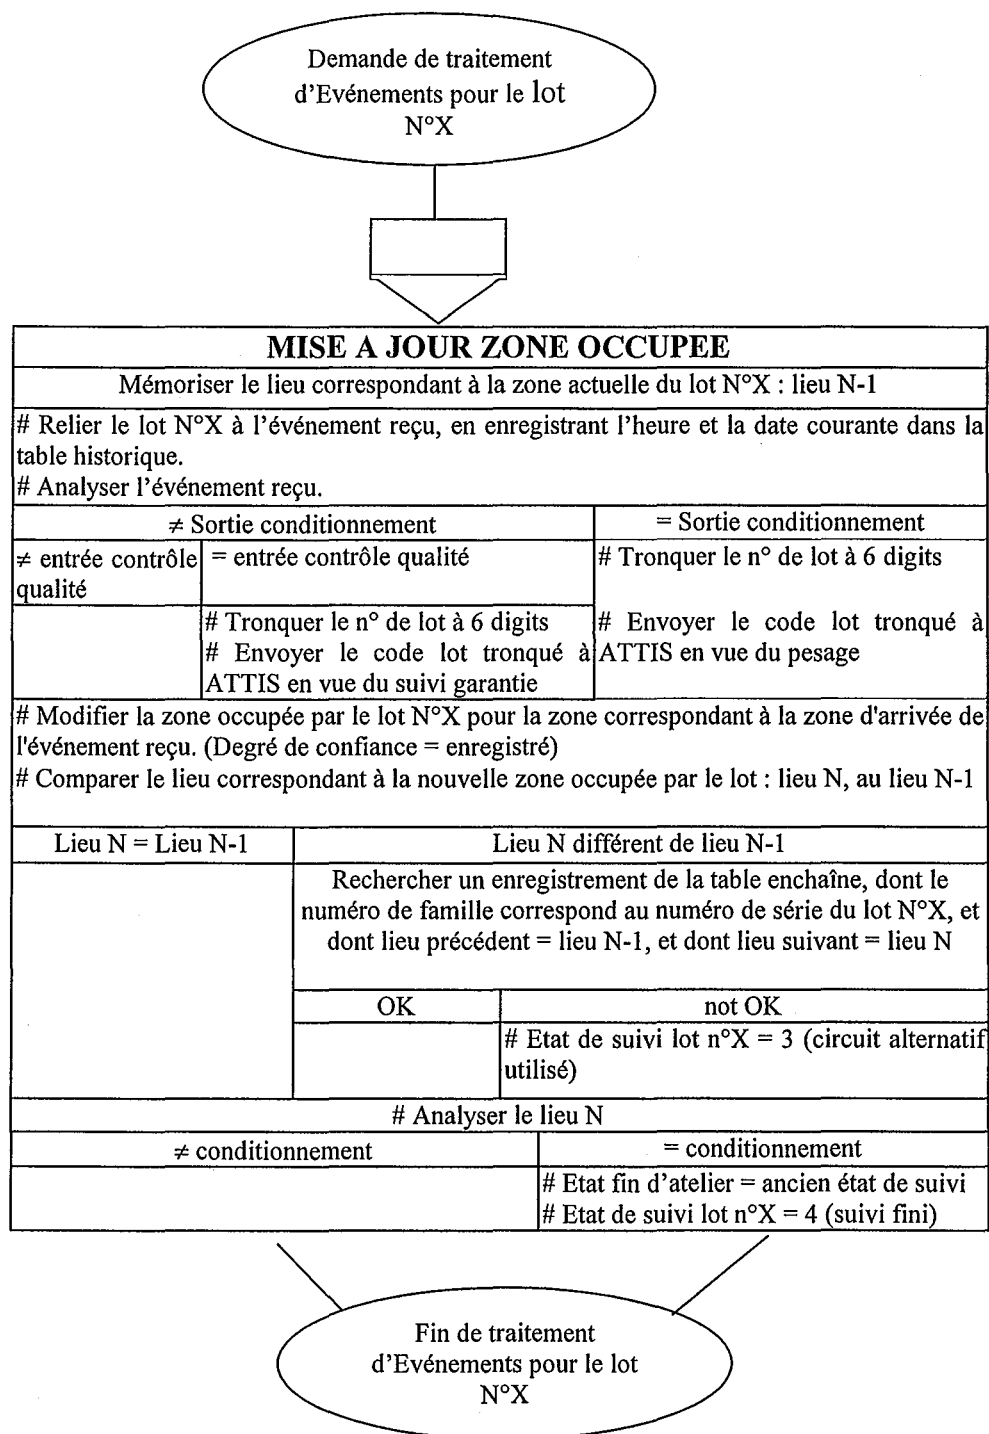 Demande de traitement
d'Evénements pour le lot
N°X
MISE A JOUR ZONE OCCUPEE
Mémoriser le lieu correspondant à la zone actuelle du lot N°X : lieu N-1
# Relier le lot N°X à l'événement reçu, en enregistrant l'heure et la date courante dans la
table historique.
# Analyser l'événement reçu.
≠ Sortie conditionnement
= Sortie conditionnement
≠ entrée contrôle
qualité
= entrée contrôle qualité
# Tronquer le n° de lot à 6 digits
# Envoyer le code lot tronqué à
ATTIS en vue du suivi garantie
# Tronquer le n° de lot à 6 digits
# Envoyer le code lot tronqué à
ATTIS en vue du pesage
# Modifier la zone occupée par le lot N°X pour la zone correspondant à la zone d'arrivée de
l'événement reçu. (Degré de confiance = enregistré)
# Comparer le lieu correspondant à la nouvelle zone occupée par le lot : lieu N, au lieu N-1
Lieu N = Lieu N-1
Lieu N différent de lieu N-1
Rechercher un enregistrement de la table enchaîne, dont le
numéro de famille correspond au numéro de série du lot N°X, et
dont lieu précédent = lieu N-1, et dont lieu suivant = lieu N
OK
not OK
# Etat de suivi lot n°X = 3 (circuit alternatif
utilisé)
# Analyser le lieu N
≠ conditionnement
= conditionnement
# Etat fin d'atelier = ancien état de suivi
# Etat de suivi lot n°X = 4 (suivi fini)
Fin de traitement
d'Evénements pour le lot
N°X